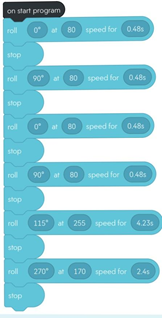 on start program
roll 0° at 80 speed for 0.48s
stop
roll 90° at 80 speed for 0.48s
stop
roll 0° at 80 speed for 0.48s
stop
roll 90° at 80 speed for 0.48s
stop
roll 115° at 255 speed for 4.23s
stop
roll 270° at 170 speed for 2.4s
stop